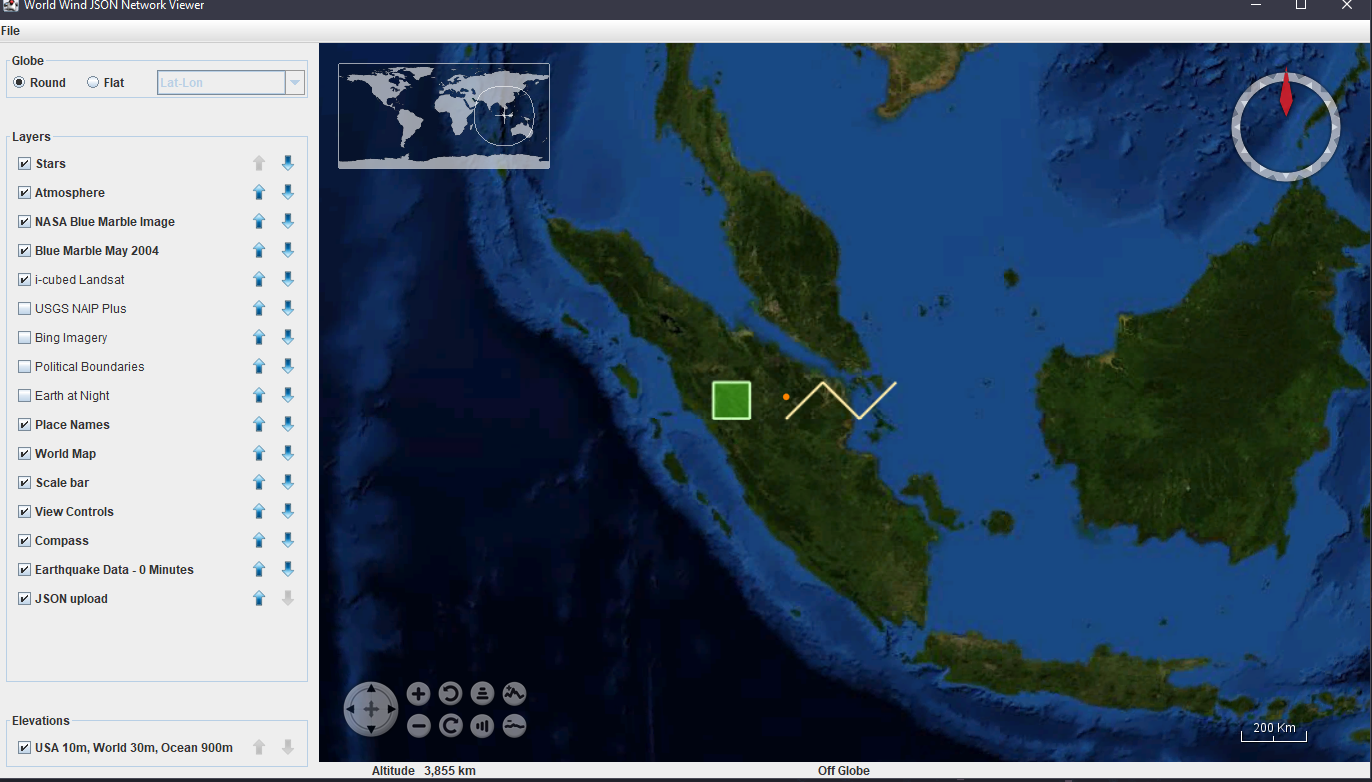 World Wind JSON Network Viewer
File
Globe
Round
Flat
Lat-Lon
Layers
Stars
Atmosphere
NASA Blue Marble Image
Blue Marble May 2004
i-cubed Landsat
USGS NAIP Plus
Bing Imagery
Political Boundaries
Earth at Night
Place Names
World Map
Scale bar
View Controls
Compass
Earthquake Data - 0 Minutes
JSON upload
Elevations
USA 10m, World 30m, Ocean 900m
200 Km
Altitude 3,855 km
Off Globe